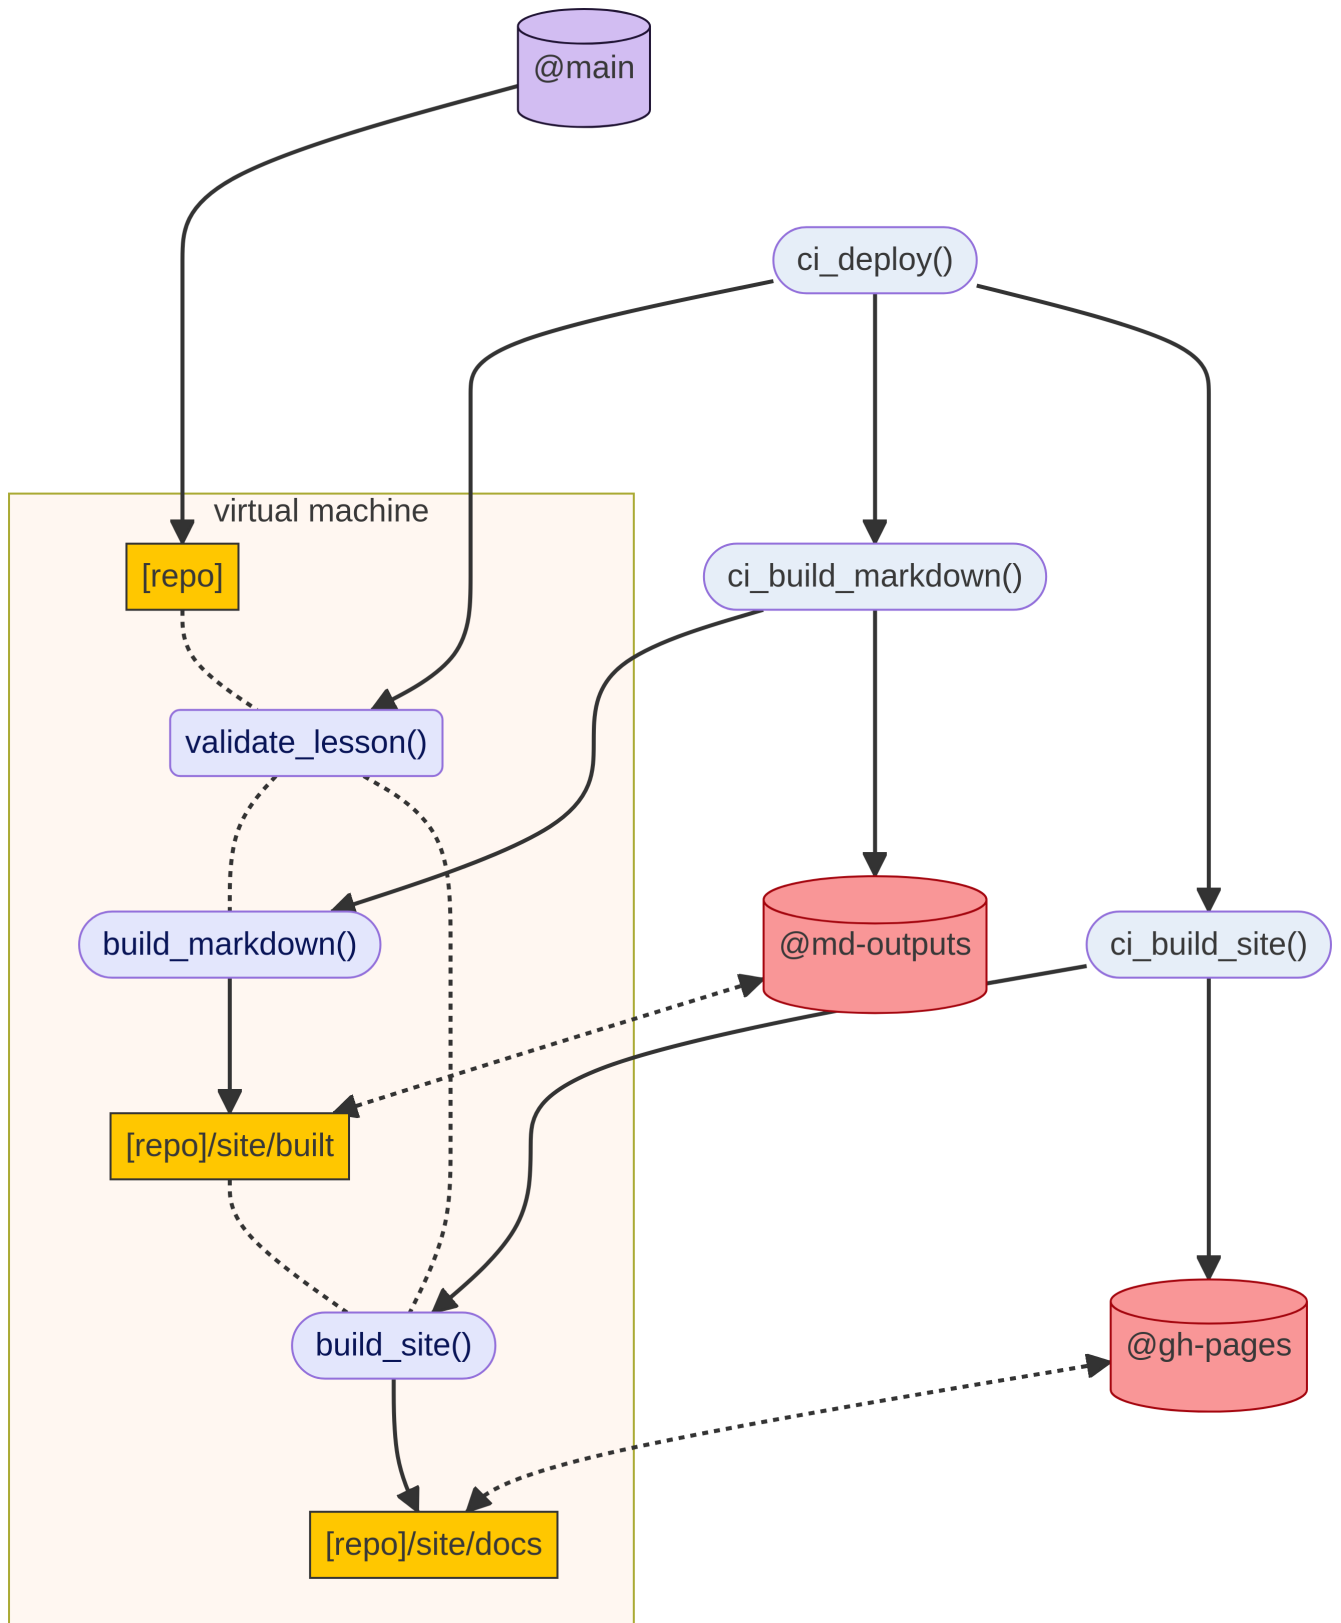 @main
ci_deploy()
virtual machine
[repo]
ci_build_markdown()
validate_lesson()
build_markdown()
@md-outputs
ci_build_site()
[repo]/site/built
build_site()
@gh-pages
[repo]/site/docs